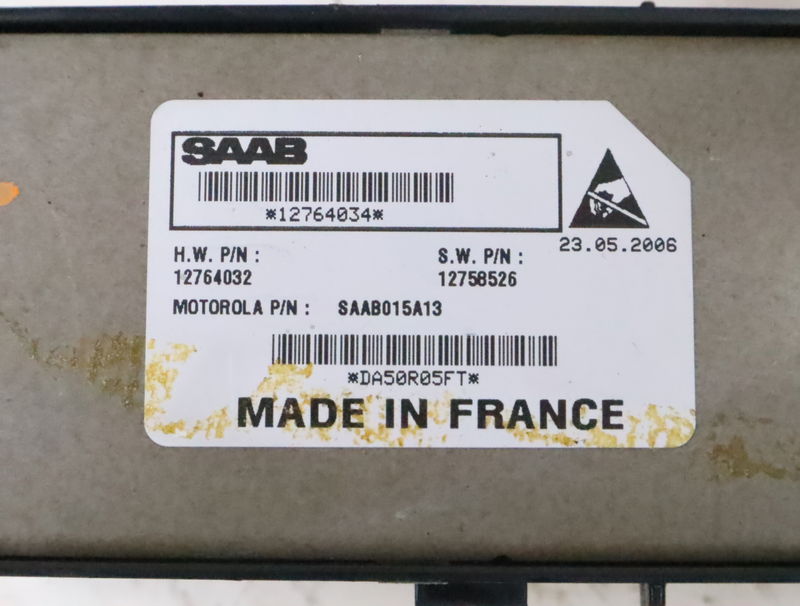 SAAB
*12764034*
23.05.2006
H.W. P/N : S.W. P/N :
12764032 12758526
MOTOROLA P/N : SAAB015A13
*DA50R05FT*
MADE IN FRANCE